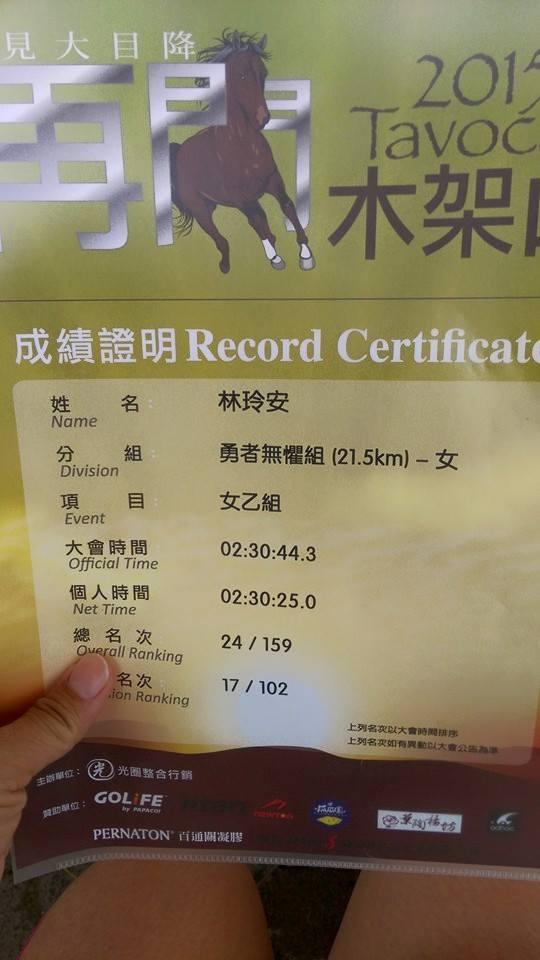 見大目降
再闖
2015
Tavoc
木架
成績證明 Record Certificate
姓 名： 林玲安
Name
分 組： 勇者無懼組 (21.5km) – 女
Division
項 目 女乙組
Event
大會時間 02:30:44.3
Official Time
個人時間 02:30:25.0
Net Time
總 名 次 24 / 159
Overall Ranking
名次 17 / 102
ion Ranking
上列名次以大會時間排序
上列名次如有異動以大會公告為準
主辦單位： 光 光圈整合行銷
贊助單位： GOLiFE
by PAPAGO!
titan
NEWTON
PERNATON 百通關凝膠